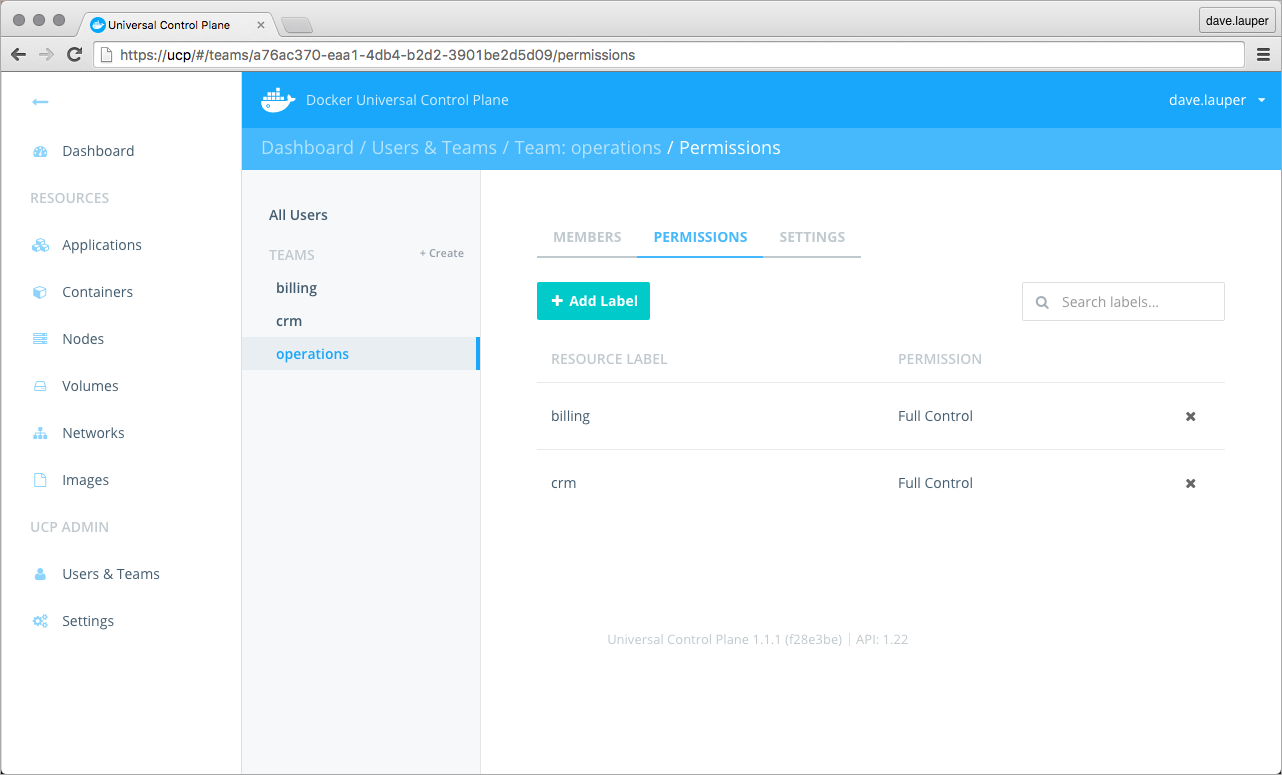 Universal Control Plane
dave.lauper
https://ucp/#/teams/a76ac370-eaa1-4db4-b2d2-3901be2d5d09/permissions
Docker Universal Control Plane
dave.lauper
Dashboard / Users & Teams / Team: operations / Permissions
Dashboard
RESOURCES
Applications
Containers
Nodes
Volumes
Networks
Images
UCP ADMIN
Users & Teams
Settings
All Users
TEAMS + Create
billing
crm
operations
MEMBERS PERMISSIONS SETTINGS
+ Add Label
Search labels...
RESOURCE LABEL PERMISSION
billing Full Control
crm Full Control
Universal Control Plane 1.1.1 (f28e3be) | API: 1.22